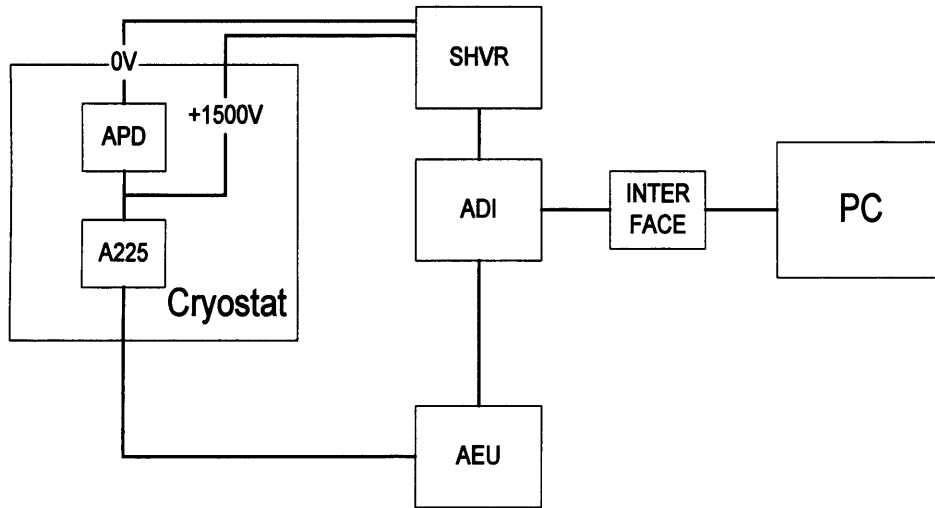 0V
SHVR
+1500V
APD
ADI
INTER
FACE
PC
A225
Cryostat
AEU